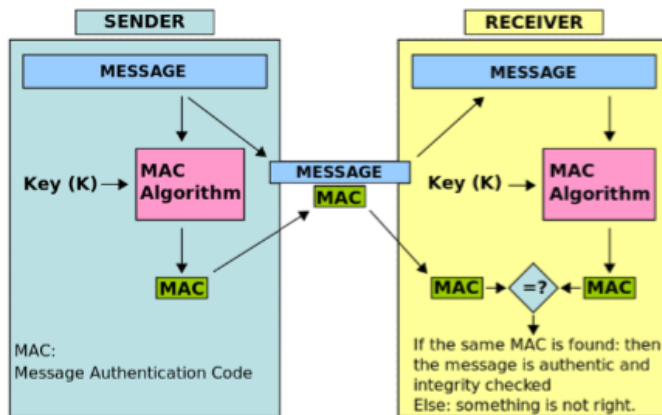 SENDER
RECEIVER
MESSAGE
MESSAGE
Key (K)
MAC
Algorithm
MESSAGE
MAC
Key (K)
MAC
Algorithm
MAC
MAC
=?
MAC
MAC:
Message Authentication Code
If the same MAC is found: then
the message is authentic and
integrity checked
Else: something is not right.